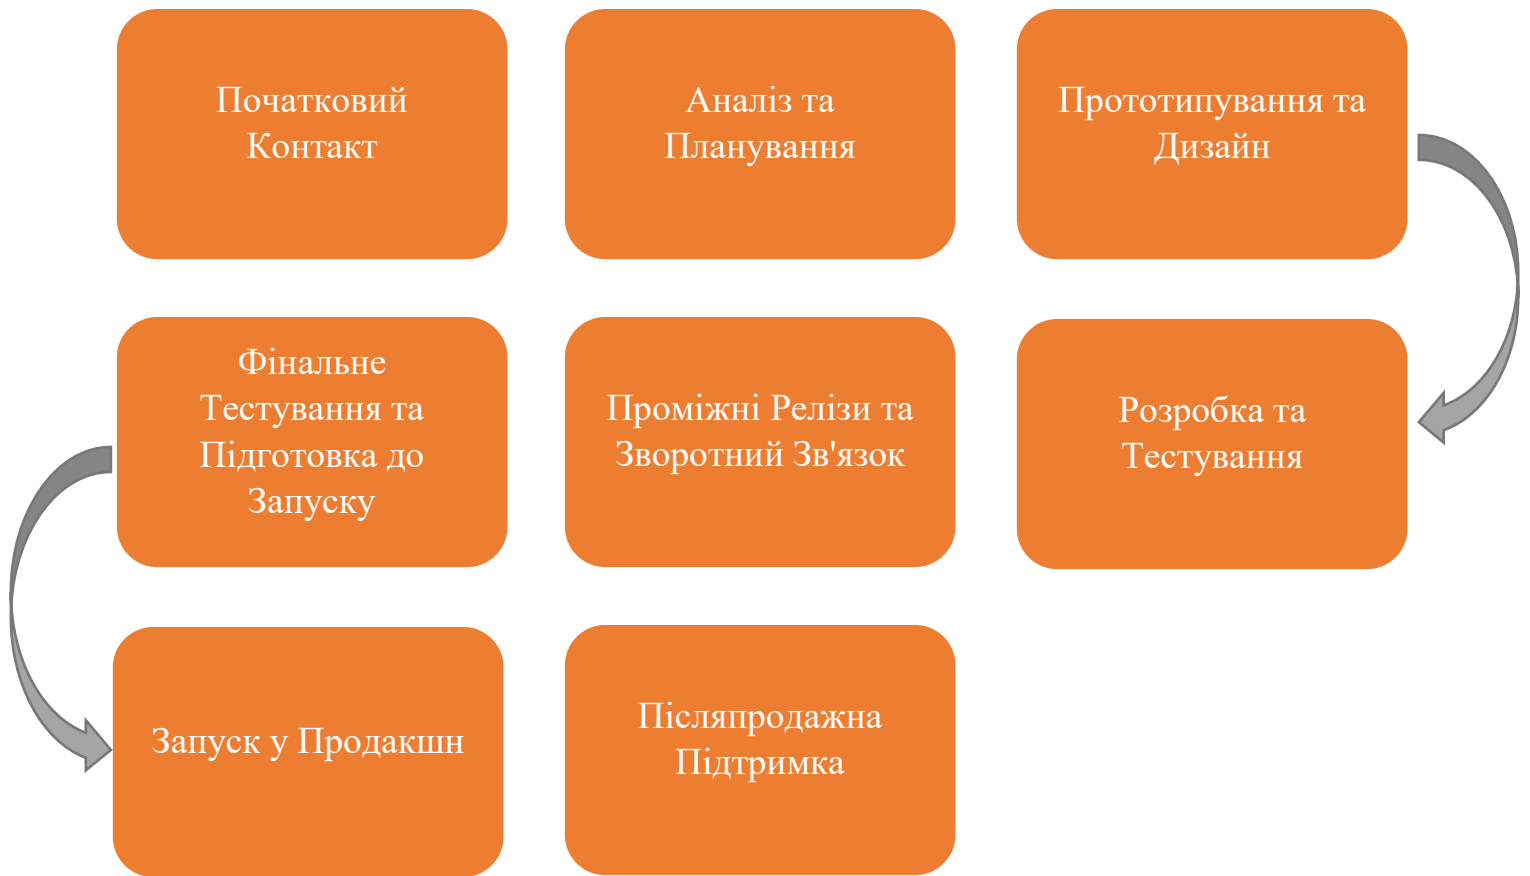 Початковий
Контакт
Аналіз та
Планування
Прототипування та
Дизайн
Фінальне
Тестування та
Підготовка до
Запуску
Проміжні Релізи та
Зворотний Зв'язок
Розробка та
Тестування
Запуск у Продакшн
Післяпродажна
Підтримка